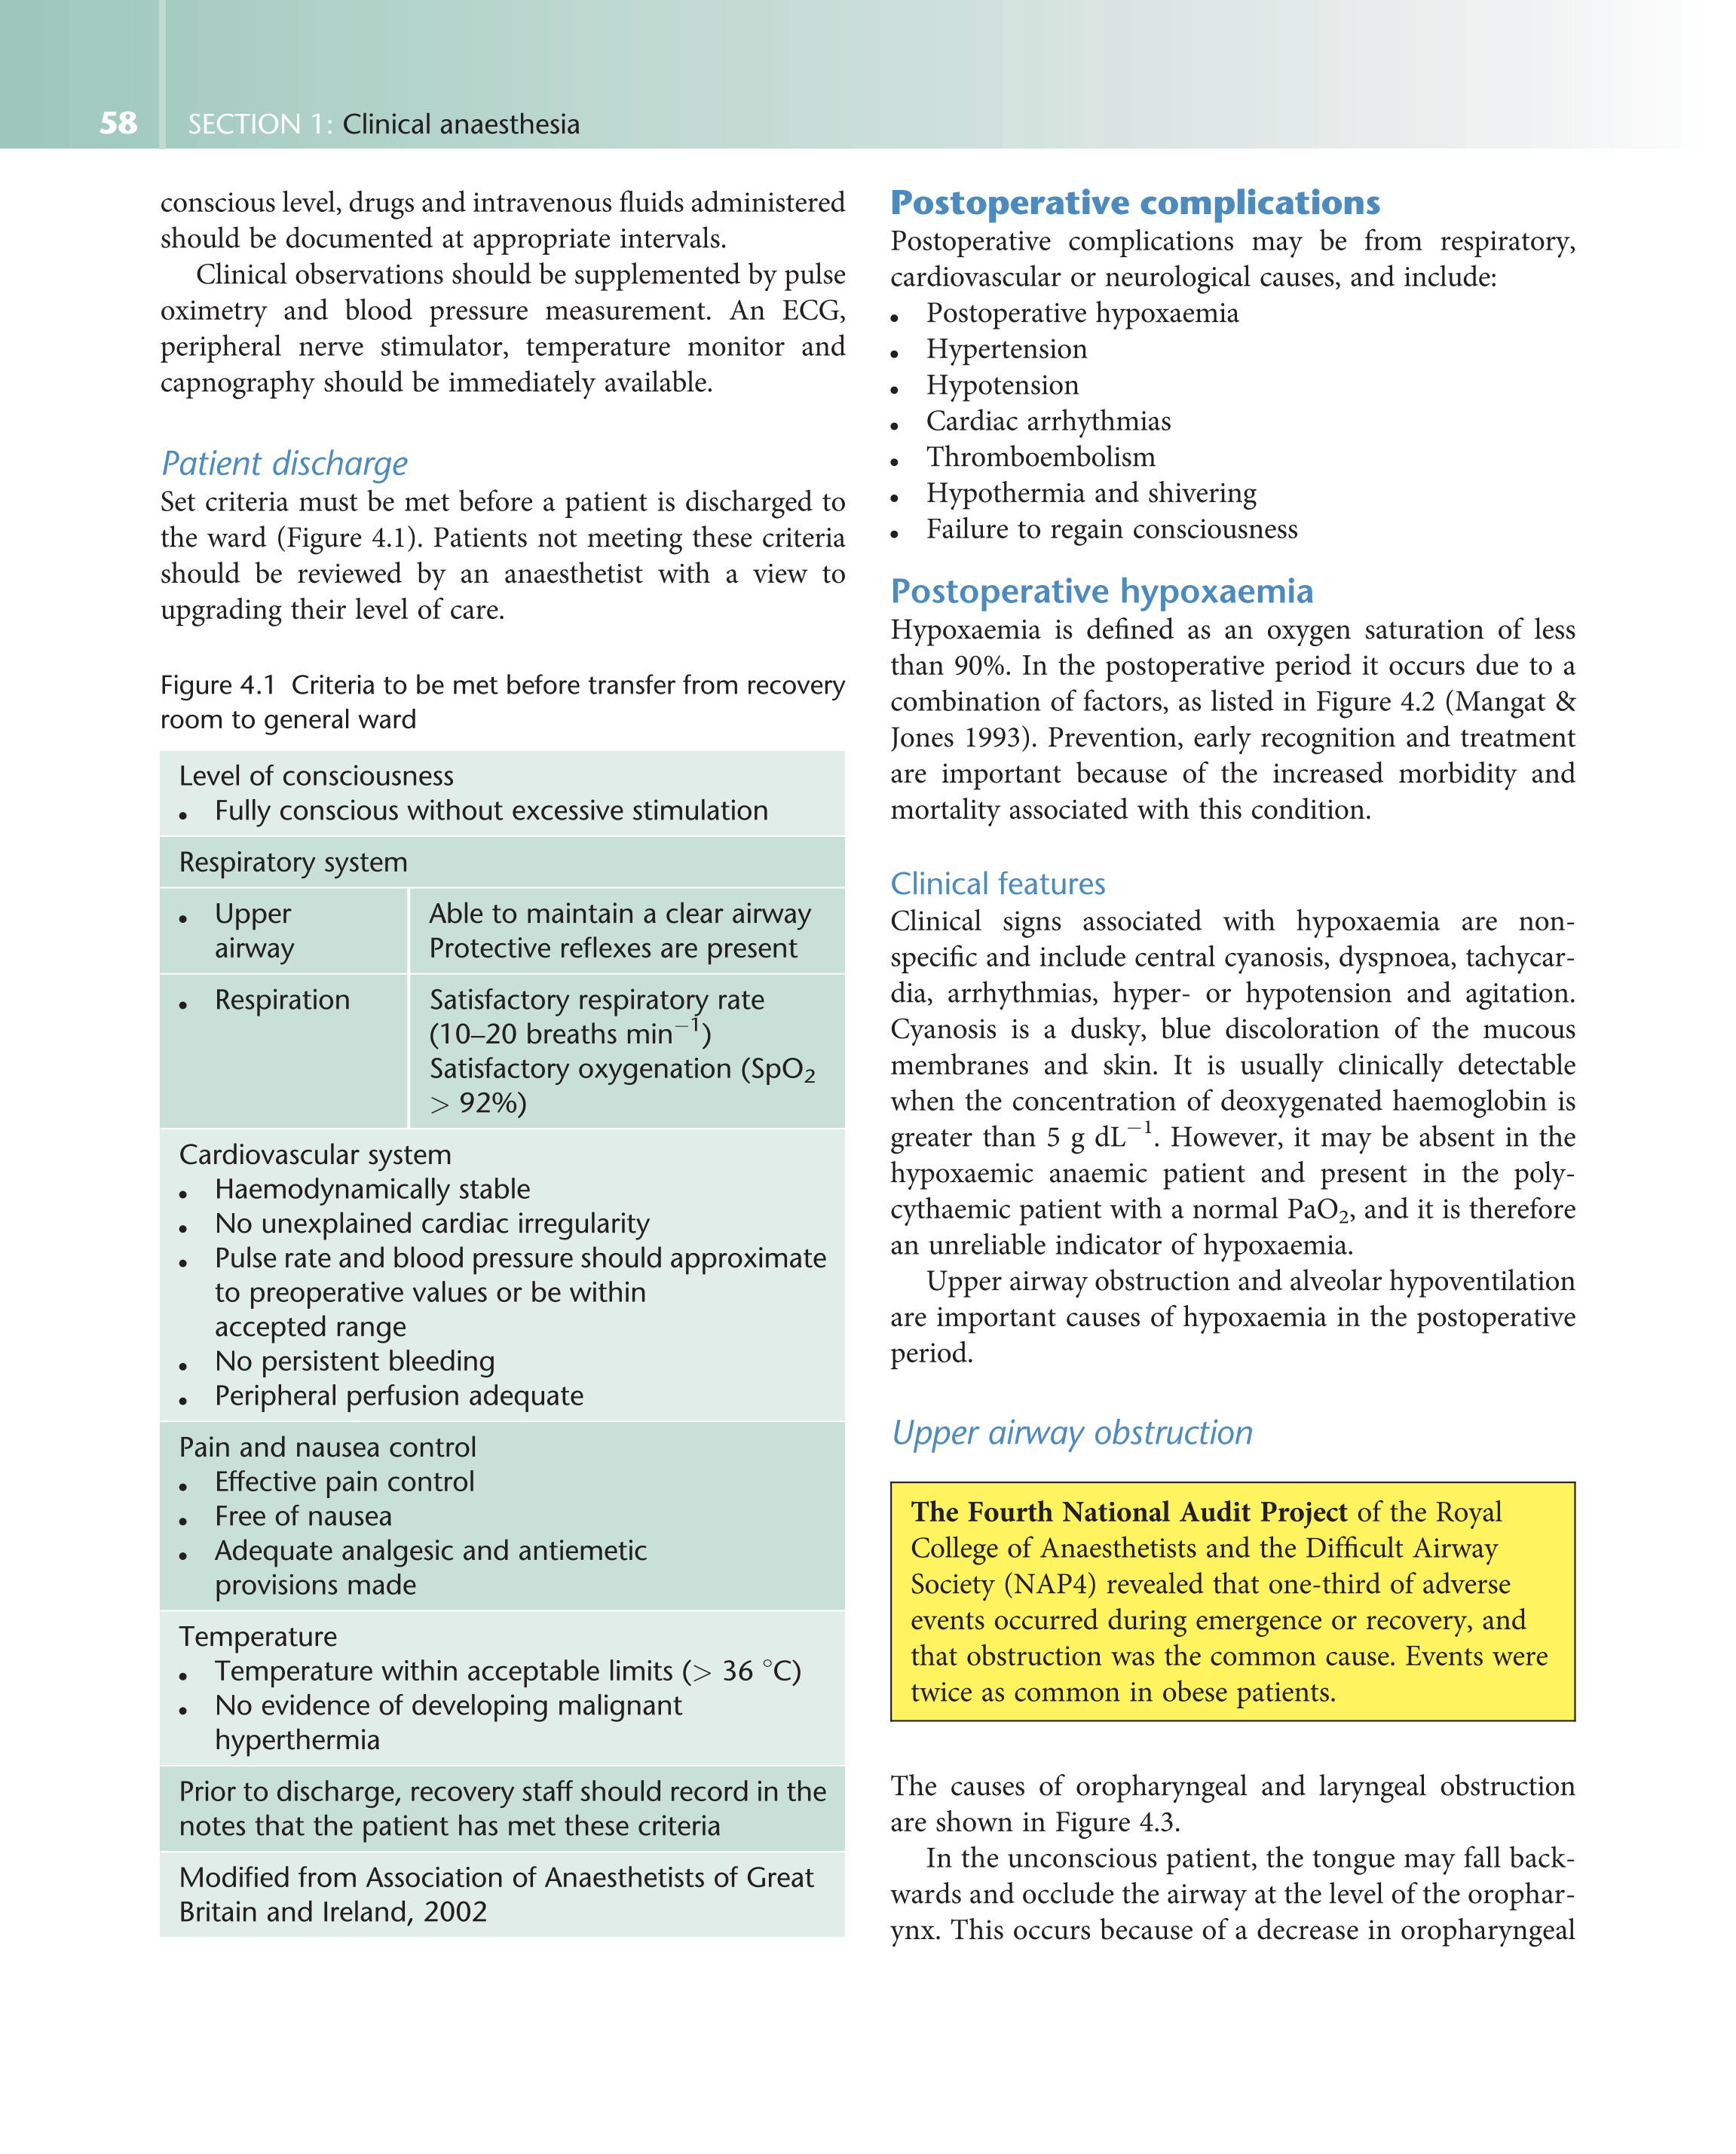 58
SECTION 1: Clinical anaesthesia
conscious level, drugs and intravenous fluids administered
should be documented at appropriate intervals.
Clinical observations should be supplemented by pulse
oximetry and blood pressure measurement. An ECG,
peripheral nerve stimulator, temperature monitor and
capnography should be immediately available.
Patient discharge
Set criteria must be met before a patient is discharged to
the ward (Figure 4.1). Patients not meeting these criteria
should be reviewed by an anaesthetist with a view to
upgrading their level of care.
Figure 4.1 Criteria to be met before transfer from recovery
room to general ward
Level of consciousness
• Fully conscious without excessive stimulation
Respiratory system
• Upper
airway
Able to maintain a clear airway
Protective reflexes are present
• Respiration
Satisfactory respiratory rate
(10–20 breaths min⁻¹)
Satisfactory oxygenation (SpO₂
> 92%)
Cardiovascular system
• Haemodynamically stable
• No unexplained cardiac irregularity
• Pulse rate and blood pressure should approximate
to preoperative values or be within
accepted range
• No persistent bleeding
• Peripheral perfusion adequate
Pain and nausea control
• Effective pain control
• Free of nausea
• Adequate analgesic and antiemetic
provisions made
Temperature
• Temperature within acceptable limits (> 36 °C)
• No evidence of developing malignant
hyperthermia
Prior to discharge, recovery staff should record in the
notes that the patient has met these criteria
Modified from Association of Anaesthetists of Great
Britain and Ireland, 2002
Postoperative complications
Postoperative complications may be from respiratory,
cardiovascular or neurological causes, and include:
• Postoperative hypoxaemia
• Hypertension
• Hypotension
• Cardiac arrhythmias
• Thromboembolism
• Hypothermia and shivering
• Failure to regain consciousness
Postoperative hypoxaemia
Hypoxaemia is defined as an oxygen saturation of less
than 90%. In the postoperative period it occurs due to a
combination of factors, as listed in Figure 4.2 (Mangat &
Jones 1993). Prevention, early recognition and treatment
are important because of the increased morbidity and
mortality associated with this condition.
Clinical features
Clinical signs associated with hypoxaemia are non-
specific and include central cyanosis, dyspnoea, tachycar-
dia, arrhythmias, hyper- or hypotension and agitation.
Cyanosis is a dusky, blue discoloration of the mucous
membranes and skin. It is usually clinically detectable
when the concentration of deoxygenated haemoglobin is
greater than 5 g dL⁻¹. However, it may be absent in the
hypoxaemic anaemic patient and present in the poly-
cythaemic patient with a normal PaO₂, and it is therefore
an unreliable indicator of hypoxaemia.
Upper airway obstruction and alveolar hypoventilation
are important causes of hypoxaemia in the postoperative
period.
Upper airway obstruction
The Fourth National Audit Project of the Royal
College of Anaesthetists and the Difficult Airway
Society (NAP4) revealed that one-third of adverse
events occurred during emergence or recovery, and
that obstruction was the common cause. Events were
twice as common in obese patients.
The causes of oropharyngeal and laryngeal obstruction
are shown in Figure 4.3.
In the unconscious patient, the tongue may fall back-
wards and occlude the airway at the level of the orophar-
ynx. This occurs because of a decrease in oropharyngeal